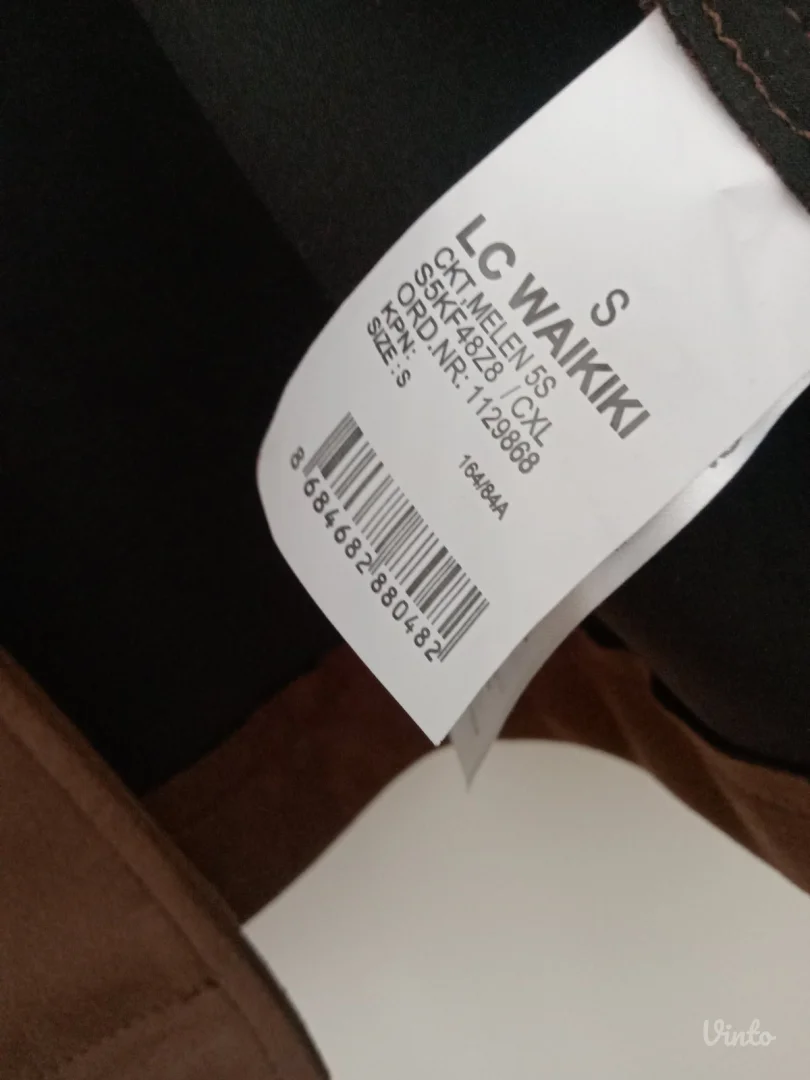 S
LC WAIKIKI
CKT,MELEN 5S
S5KF48Z8 / CXL
ORD.NR: 1129868
KPN:
SIZE : S
164/84A
8 684682 880482
Vinto